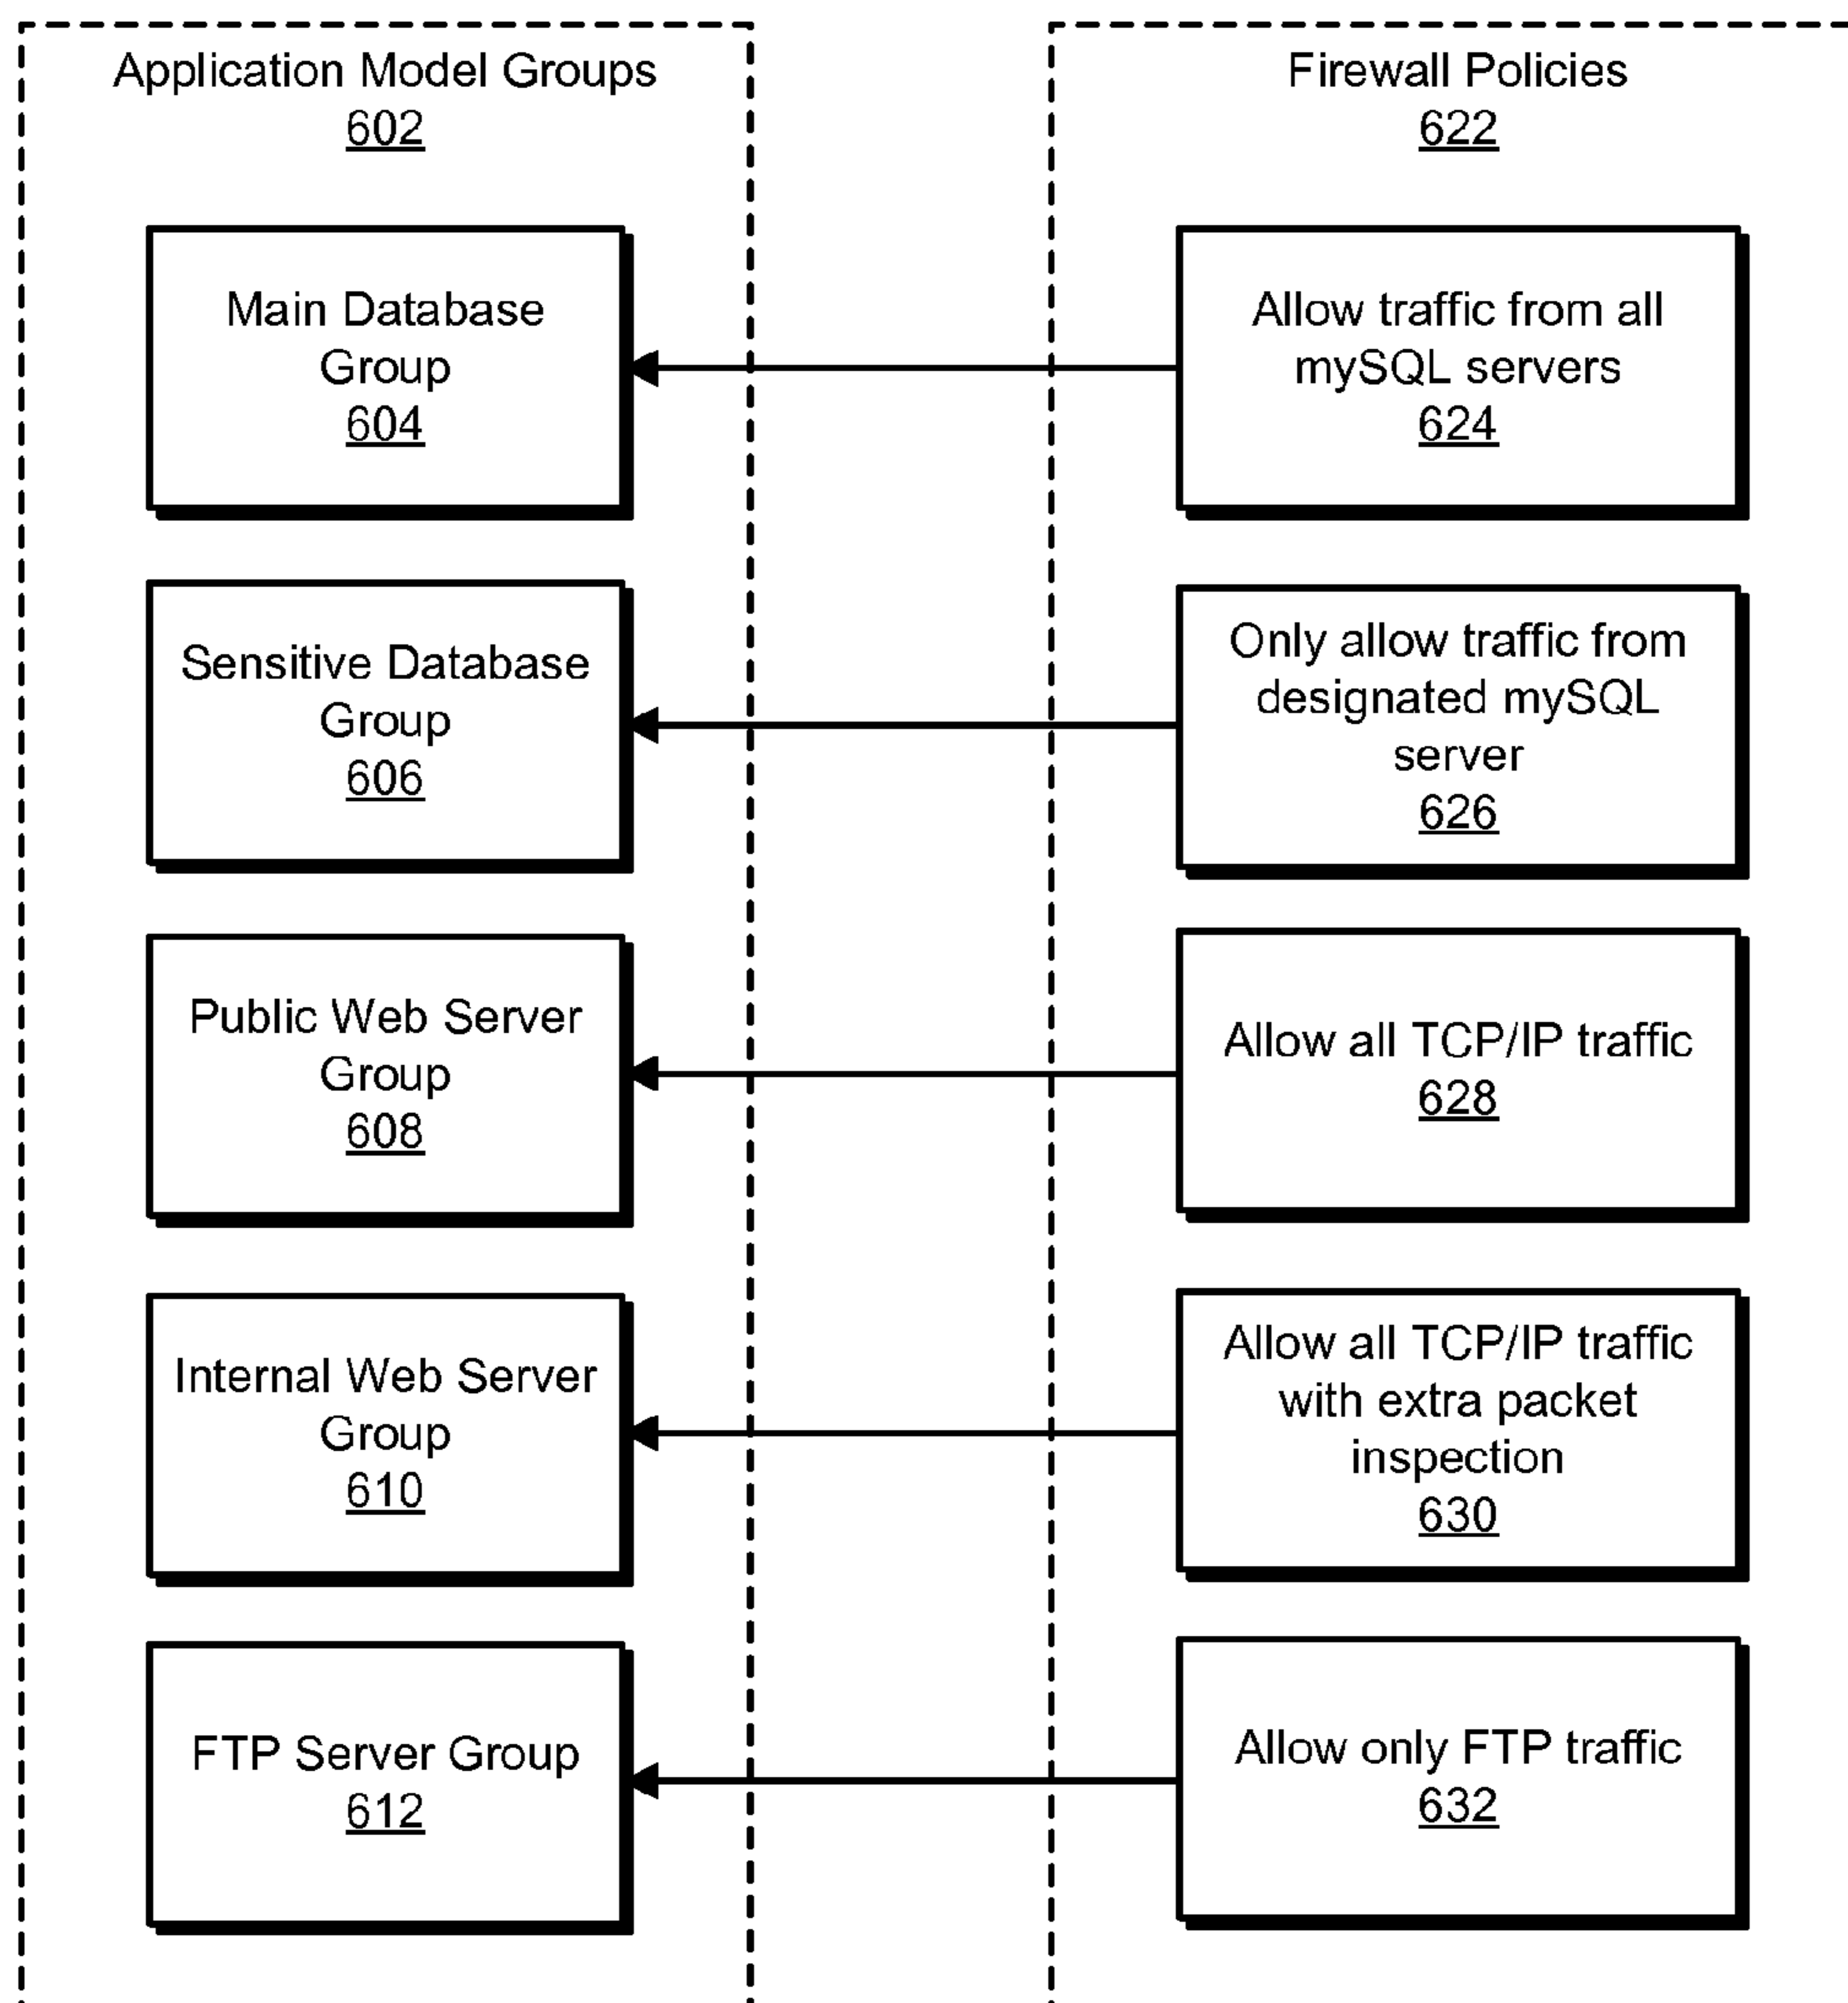 Application Model Groups
602
Main Database
Group
604
Sensitive Database
Group
606
Public Web Server
Group
608
Internal Web Server
Group
610
FTP Server Group
612
Firewall Policies
622
Allow traffic from all
mySQL servers
624
Only allow traffic from
designated mySQL
server
626
Allow all TCP/IP traffic
628
Allow all TCP/IP traffic
with extra packet
inspection
630
Allow only FTP traffic
632